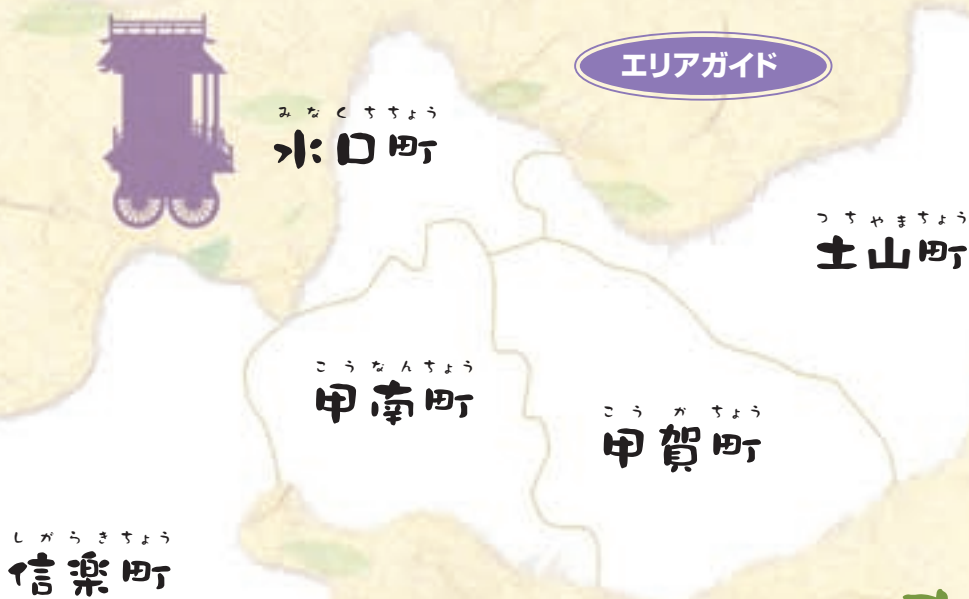 エリアガイド
みなくちちょう
水口町
つちやまちょう
土山町
こうなんちょう
甲南町
こうかちょう
甲賀町
しがらきちょう
信楽町